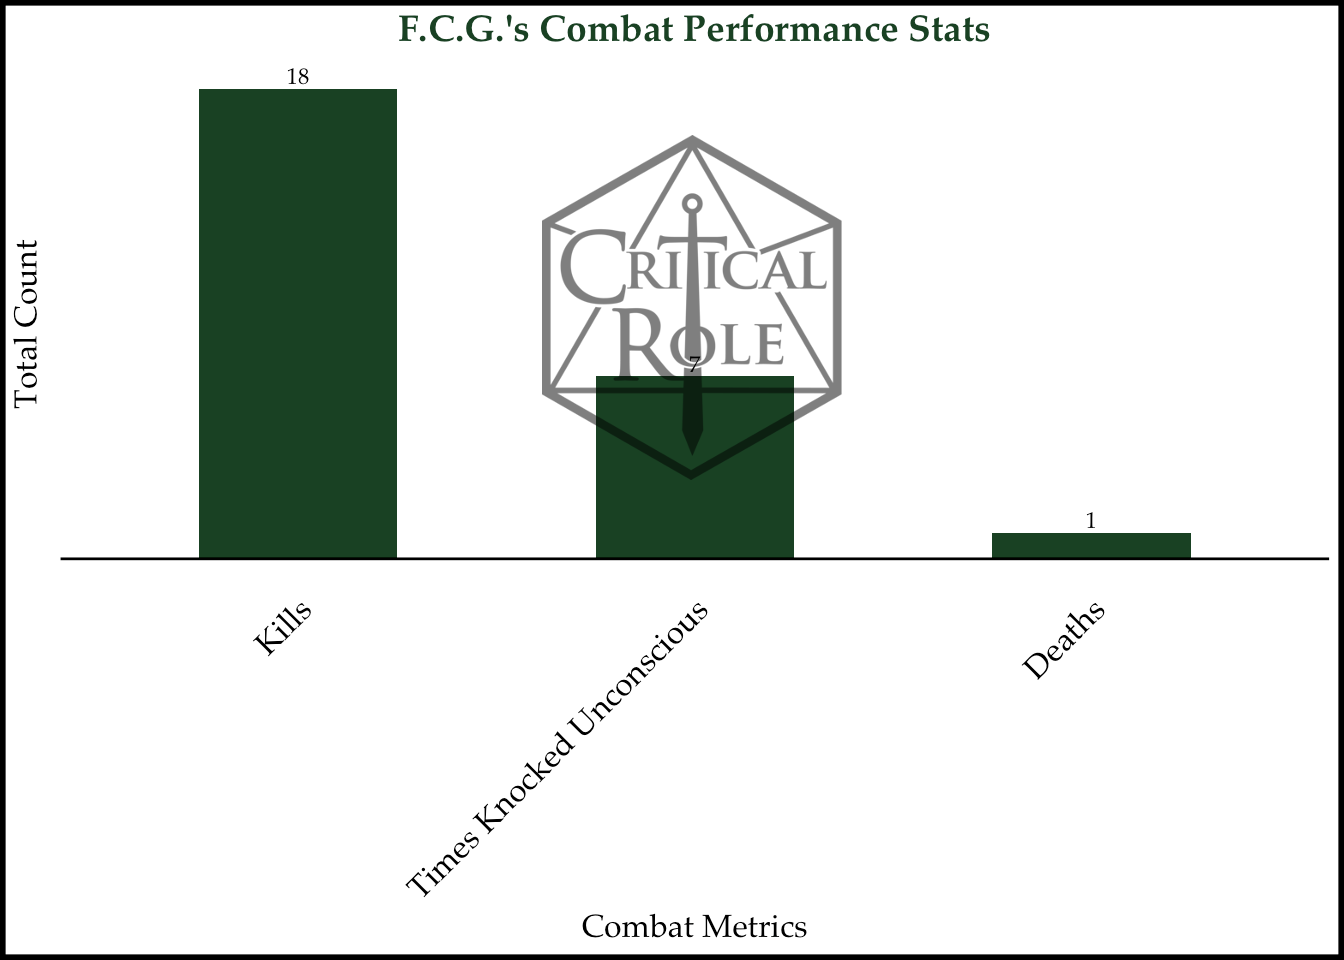 F.C.G.'s Combat Performance Stats
18
CRITICAL
ROLE
7
1
Total Count
Kills
Times Knocked Unconscious
Deaths
Combat Metrics